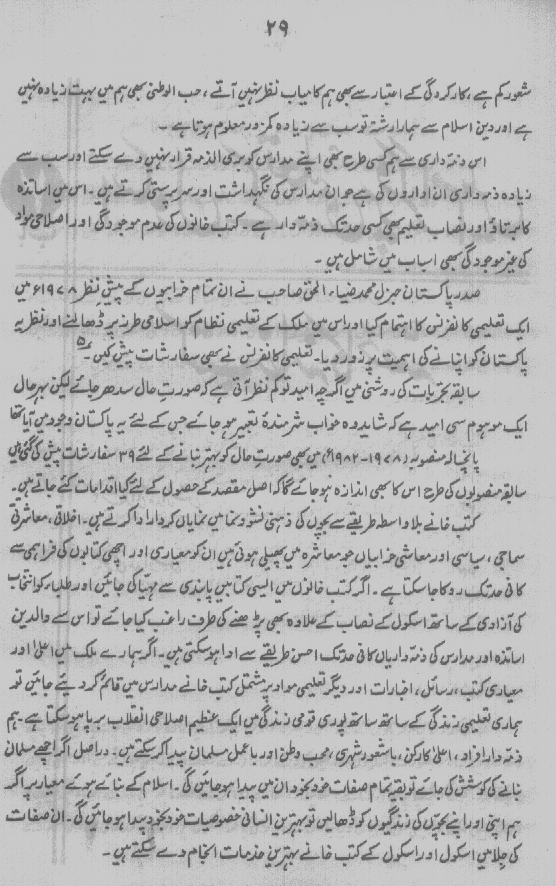 ۲۹
شعور کم ہے، کارکردگی کے اعتبار سے بھی ہم کامیاب نظر نہیں آتے، حب الوطنی بھی ہم میں بہت زیادہ نہیں
ہے اور دین اسلام سے ہمارا رشتہ تو سب سے زیادہ کمزور معلوم ہوتا ہے۔
اس ذمہ داری سے ہم کسی طرح بھی اپنے مدارس کو بری الذمہ قرار نہیں دے سکتے اور سب سے
زیادہ ذمہ داری ان اداروں کی ہے جو ان مدارس کی نگہداشت اور سرپرستی کرتے ہیں۔ اس میں اساتذہ
کا برتاؤ اور نصاب تعلیم بھی کسی حد تک ذمہ دار ہے۔ کتب خانوں کی عدم موجودگی اور اصلاحی مواد
کی غیر موجودگی بھی اسباب میں شامل ہیں۔
صدر پاکستان جنرل محمد ضیاء الحق صاحب نے ان تمام خرابیوں کے پیش نظر ۱۹۷۸ء میں
ایک تعلیمی کانفرنس کا اہتمام کیا اور اس میں ملک کے تعلیمی نظام کو اسلامی طرز پر ڈھالنے اور نظریہ
پاکستان کو اپنانے کی اہمیت پر زور دیا۔ تعلیمی کانفرنس نے بھی سفارشات پیش کیں۔
سابقہ تجربات کی روشنی میں اگرچہ امید تو کم نظر آتی ہے کہ صورتِ حال سدھر جائے لیکن بہرحال
ایک موہوم سی امید ہے کہ شاید وہ خواب شرمندۂ تعبیر ہو جائے جس کے لئے یہ پاکستان وجود میں آیا تھا
پانچسالہ منصوبہ (۱۹۷۸-۱۹۸۲ء) میں بھی صورتِ حال کو بہتر بنانے کے لئے ۳۹ سفارشات پیش کی گئی ہیں
سابقہ منصوبوں کی طرح اس کا بھی اندازہ ہو جائے گا کہ اصل مقصد کے حصول کے لئے کیا اقدامات کئے جاتے ہیں۔
کتب خانے بلا واسطہ طریقے سے بچوں کی ذہنی نشوونما میں نمایاں کردار ادا کرتے ہیں۔ اخلاقی، معاشرتی
سماجی، سیاسی اور معاشی خرابیاں جو معاشرہ میں پھیلی ہوئی ہیں ان کو معیاری اور اچھی کتابوں کی فراہمی سے
کافی حد تک روکا جا سکتا ہے۔ اگر کتب خانوں میں ایسی کتابیں پابندی سے مہیا کی جائیں اور طلباء کو انتخاب
کی آزادی کے ساتھ اسکول کے نصاب کے علاوہ بھی پڑھنے کی طرف راغب کیا جائے تو اس سے والدین
اساتذہ اور مدارس کی ذمہ داریاں کافی حد تک احسن طریقے سے ادا ہو سکتی ہیں۔ اگر ہمارے ملک میں اعلیٰ اور
معیاری کتب، رسائل، اخبارات اور دیگر تعلیمی مواد پر مشتمل کتب خانے مدارس میں قائم کر دیئے جائیں تو
ہماری تعلیمی زندگی کے ساتھ ساتھ پوری قومی زندگی میں ایک عظیم اصلاحی انقلاب برپا ہو سکتا ہے۔ ہم
ذمہ دار افراد، اعلیٰ کارکن، باشعور شہری، محب وطن اور باعمل مسلمان پیدا کر سکتے ہیں۔ دراصل اگر اچھے مسلمان
بنانے کی کوشش کی جائے تو بقیہ تمام صفات خود بخود ان میں پیدا ہو جائیں گی۔ اسلام کے بتائے ہوئے معیار پر اگر
ہم اپنی اور اپنے بچوں کی زندگیوں کو ڈھالیں تو بہترین انسانی خصوصیات خود بخود پیدا ہو جائیں گی۔ ان صفات
کی جلا میں اسکول اور اسکول کے کتب خانے بہترین خدمات انجام دے سکتے ہیں۔